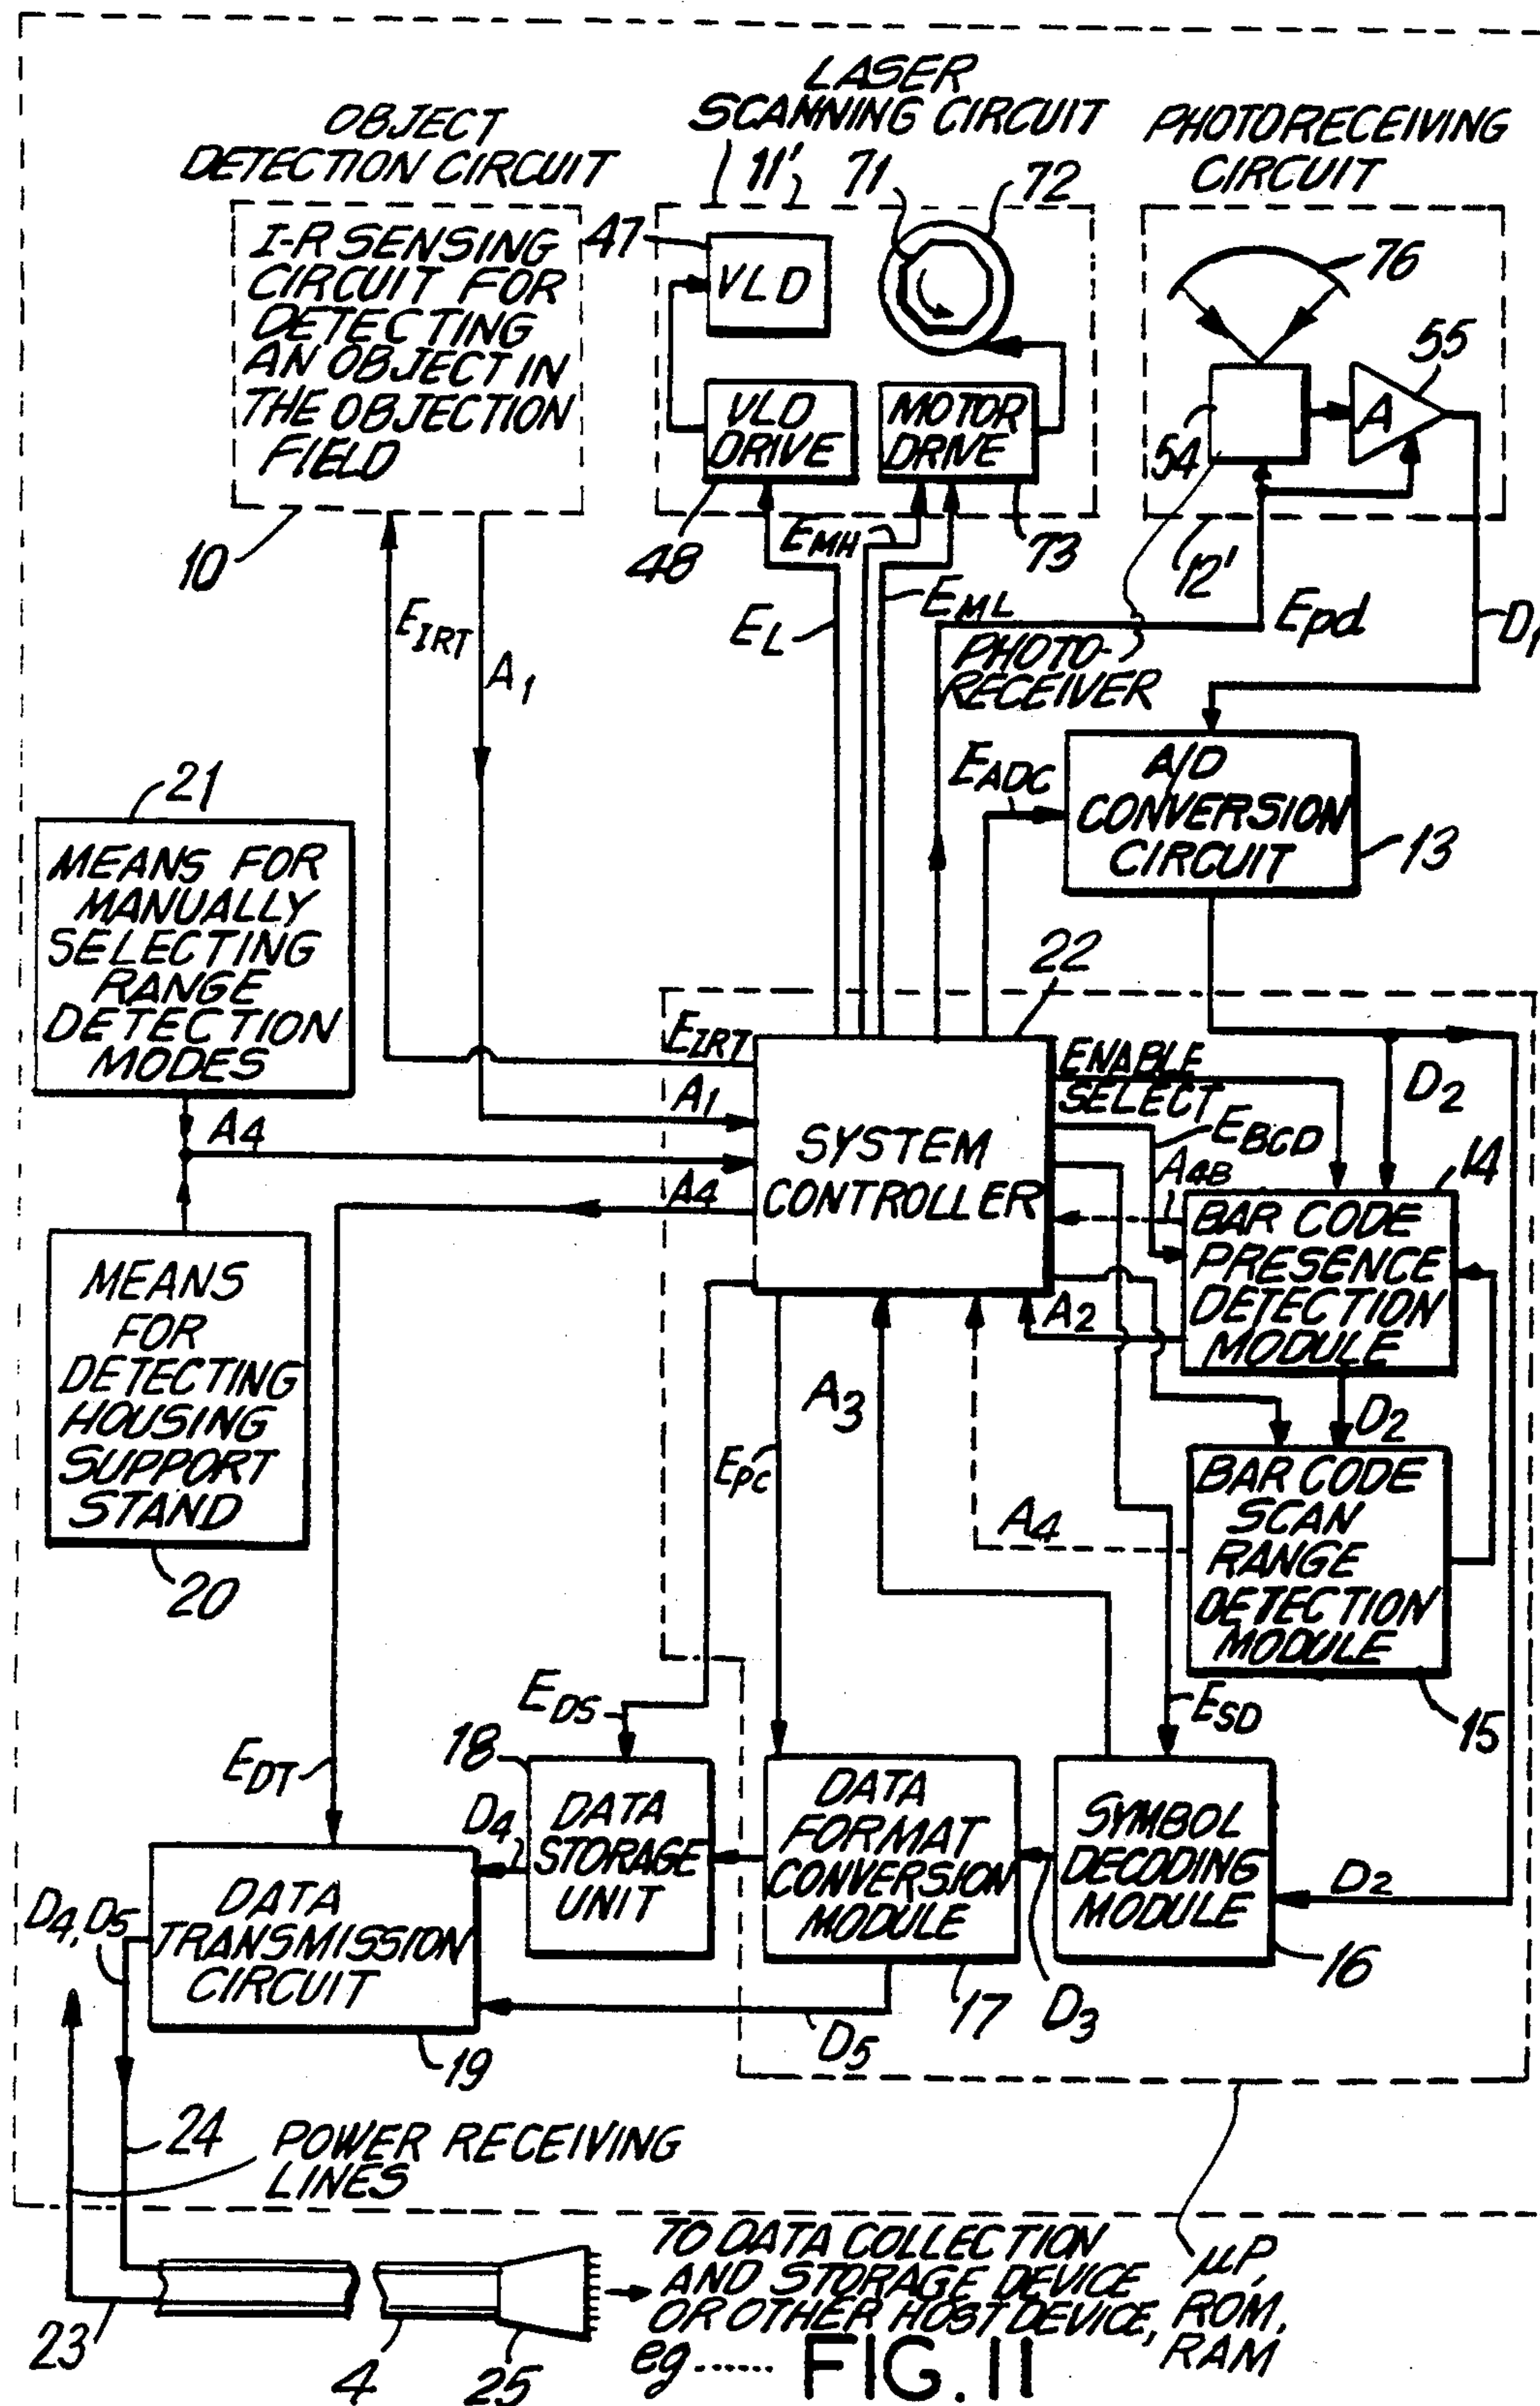 OBJECT
DETECTION CIRCUIT
LASER
SCANNING CIRCUIT
PHOTORECEIVING
CIRCUIT
11'
71
72
I-R SENSING
CIRCUIT FOR
DETECTING
AN OBJECT IN
THE OBJECTION
FIELD
47
VLD
76
55
VLD
DRIVE
MOTOR
DRIVE
54
A
10
48
EMH
73
12'
EIRT
A1
EL
EML
Epd
D1
PHOTO-
RECEIVER
21
EADC
A/D
CONVERSION
CIRCUIT
13
MEANS FOR
MANUALLY
SELECTING
RANGE
DETECTION
MODES
22
EIRT
ENABLE
SELECT
D2
A1
A4
SYSTEM
CONTROLLER
EBCD
A4B
14
A4
BAR CODE
PRESENCE
DETECTION
MODULE
MEANS
FOR
DETECTING
HOUSING
SUPPORT
STAND
A2
A3
D2
EPC
BAR CODE
SCAN
RANGE
DETECTION
MODULE
A4
20
EDS
ESD
15
EDT
18
D4
DATA
STORAGE
UNIT
DATA
FORMAT
CONVERSION
MODULE
SYMBOL
DECODING
MODULE
D2
D4, D5
DATA
TRANSMISSION
CIRCUIT
16
17
D3
D5
19
24
POWER RECEIVING
LINES
TO DATA COLLECTION
AND STORAGE DEVICE
OR OTHER HOST DEVICE,
eg ......
µP,
ROM,
RAM
23
4
25
FIG. 11